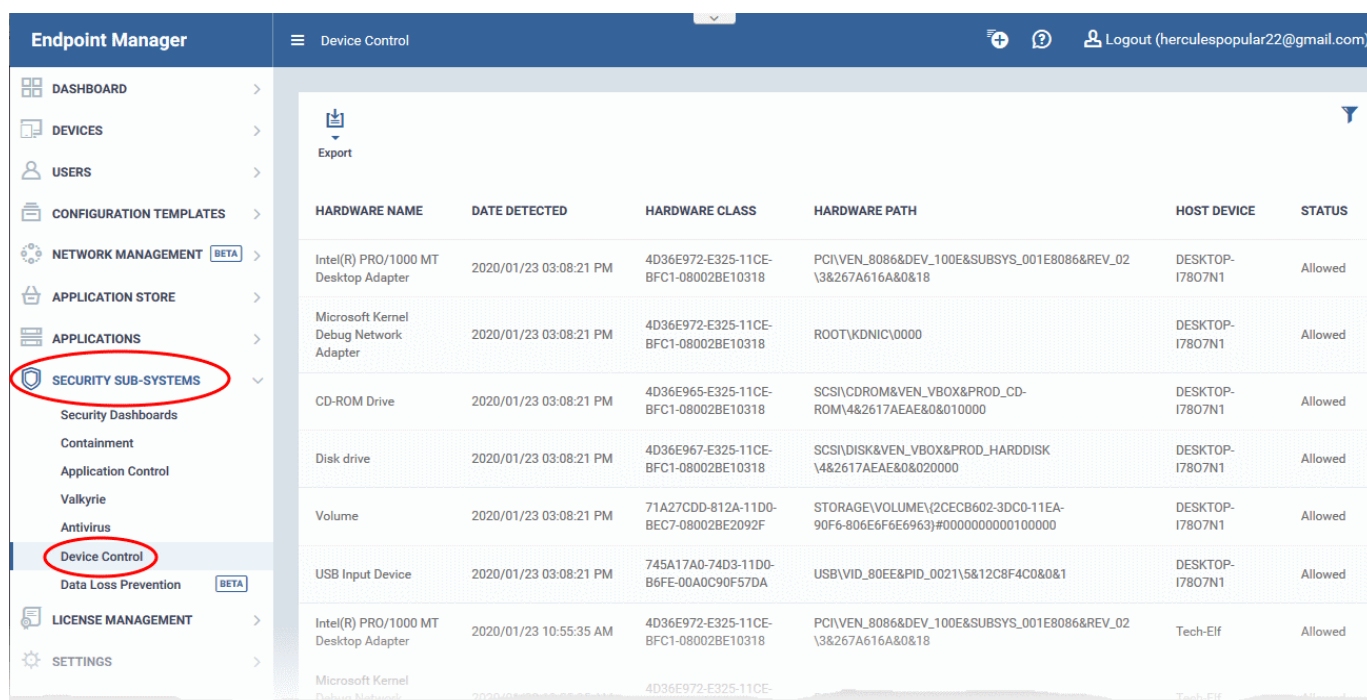 Endpoint Manager
Device Control
Logout (herculespopular22@gmail.com)
DASHBOARD
DEVICES
USERS
CONFIGURATION TEMPLATES
NETWORK MANAGEMENT BETA
APPLICATION STORE
APPLICATIONS
SECURITY SUB-SYSTEMS
Security Dashboards
Containment
Application Control
Valkyrie
Antivirus
Device Control
Data Loss Prevention BETA
LICENSE MANAGEMENT
SETTINGS
Export
HARDWARE NAME DATE DETECTED HARDWARE CLASS HARDWARE PATH HOST DEVICE STATUS
Intel(R) PRO/1000 MT 4D36E972-E325-11CE- PCI\VEN_8086&DEV_100E&SUBSYS_001E8086&REV_02 DESKTOP-
2020/01/23 03:08:21 PM Allowed
Desktop Adapter BFC1-08002BE10318 \3&267A616A&0&18 I78O7N1
Microsoft Kernel
4D36E972-E325-11CE- DESKTOP-
Debug Network 2020/01/23 03:08:21 PM ROOT\KDNIC\0000 Allowed
BFC1-08002BE10318 I78O7N1
Adapter
4D36E965-E325-11CE- SCSI\CDROM&VEN_VBOX&PROD_CD- DESKTOP-
CD-ROM Drive 2020/01/23 03:08:21 PM Allowed
BFC1-08002BE10318 ROM\4&2617AEAE&0&010000 I78O7N1
4D36E967-E325-11CE- SCSI\DISK&VEN_VBOX&PROD_HARDDISK DESKTOP-
Disk drive 2020/01/23 03:08:21 PM Allowed
BFC1-08002BE10318 \4&2617AEAE&0&020000 I78O7N1
71A27CDD-812A-11D0- STORAGE\VOLUME\{2CECB602-3DC0-11EA- DESKTOP-
Volume 2020/01/23 03:08:21 PM Allowed
BEC7-08002BE2092F 90F6-806E6F6E6963}#0000000000100000 I78O7N1
745A17A0-74D3-11D0- DESKTOP-
USB Input Device 2020/01/23 03:08:21 PM USB\VID_80EE&PID_0021\5&12C8F4C0&0&1 Allowed
B6FE-00A0C90F57DA I78O7N1
Intel(R) PRO/1000 MT 4D36E972-E325-11CE- PCI\VEN_8086&DEV_100E&SUBSYS_001E8086&REV_02
2020/01/23 10:55:35 AM Tech-Elf Allowed
Desktop Adapter BFC1-08002BE10318 \3&267A616A&0&18
Microsoft Kernel
4D36E972-E325-11CE-
Debug Network Tech-Elf Allowed